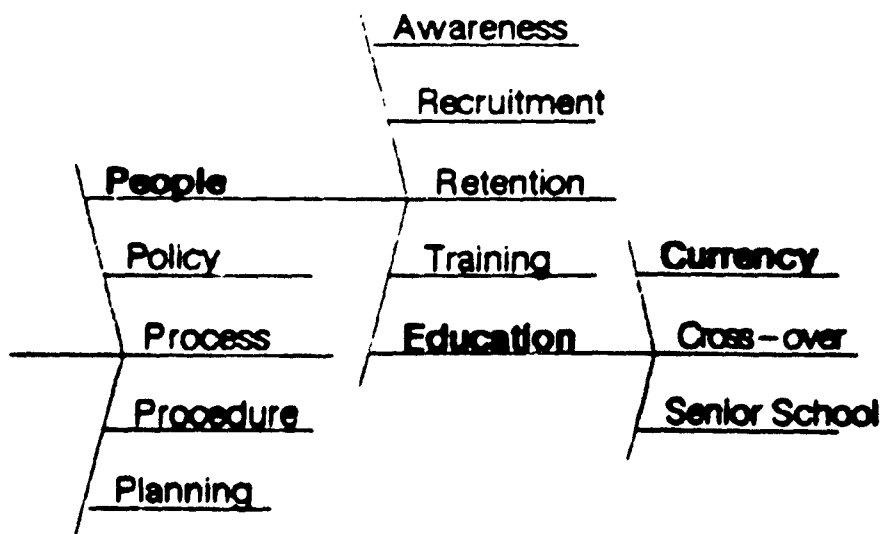 Awareness
Recruitment
People
Retention
Policy
Training
Currency
Process
Education
Cross-over
Procedure
Senior School
Planning